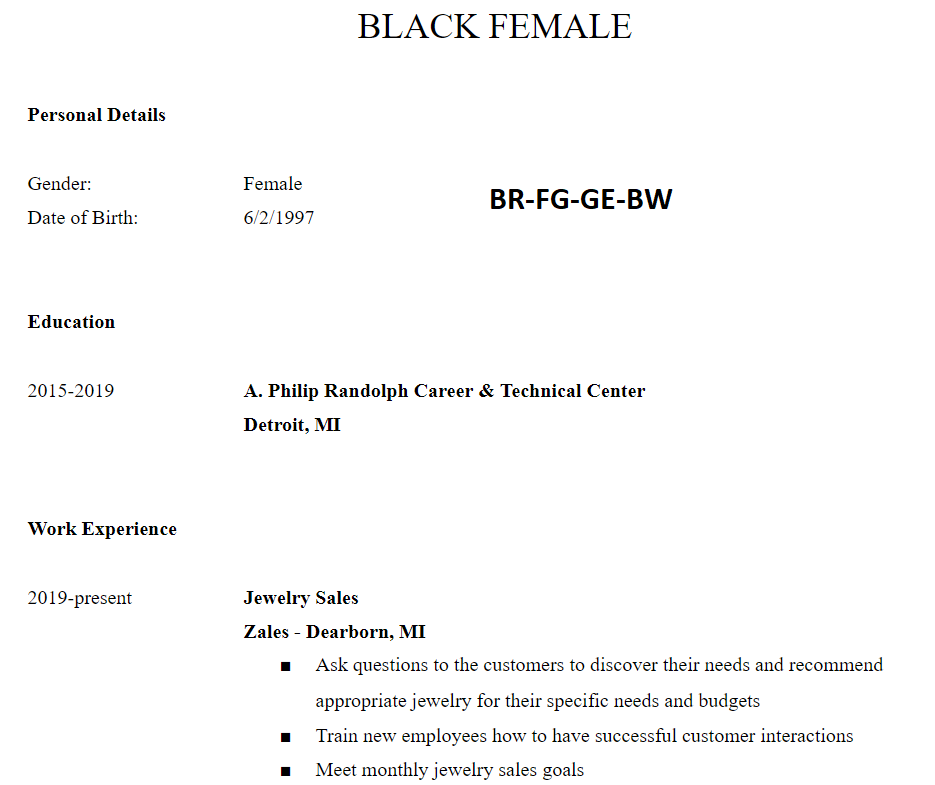 BLACK FEMALE
Personal Details
Gender: Female
BR-FG-GE-BW
Date of Birth: 6/2/1997
Education
2015-2019 A. Philip Randolph Career & Technical Center
Detroit, MI
Work Experience
2019-present Jewelry Sales
Zales - Dearborn, MI
■ Ask questions to the customers to discover their needs and recommend
appropriate jewelry for their specific needs and budgets
■ Train new employees how to have successful customer interactions
■ Meet monthly jewelry sales goals